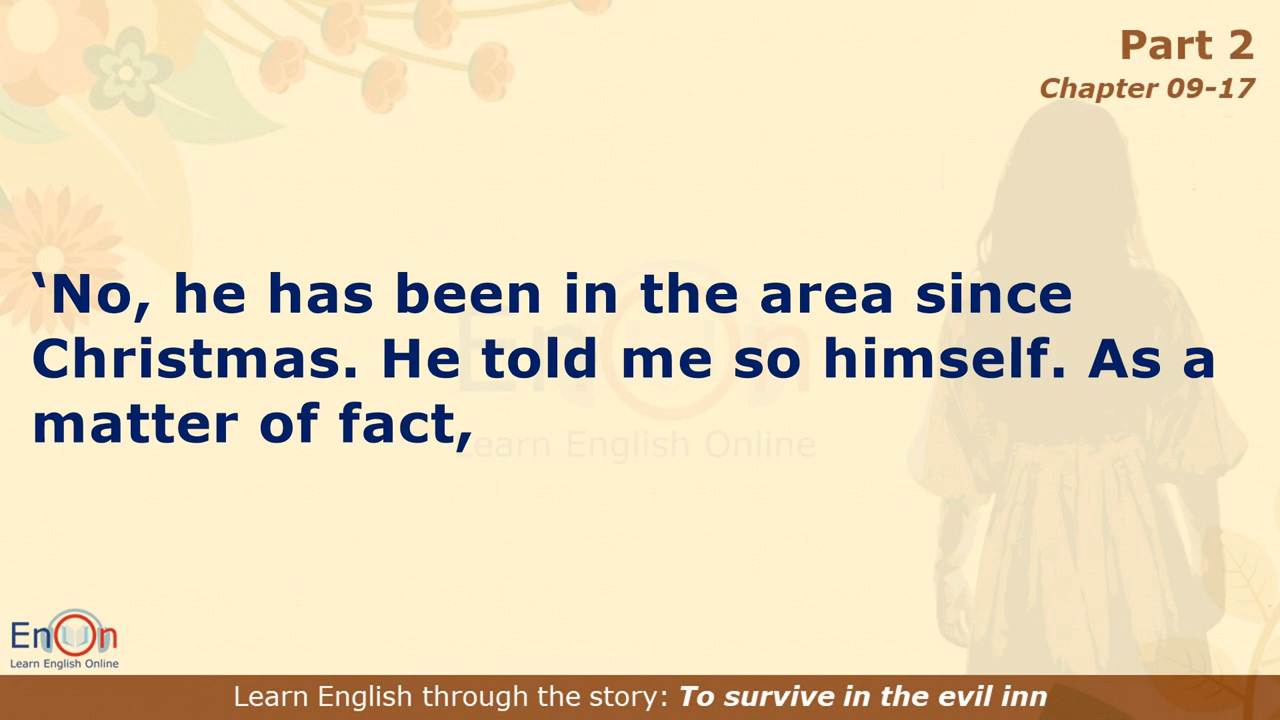 Part 2
Chapter 09-17
‘No, he has been in the area since
Christmas. He told me so himself. As a
matter of fact,
EnOn
Learn English Online
EnOn
Learn English Online
Learn English through the story: To survive in the evil inn